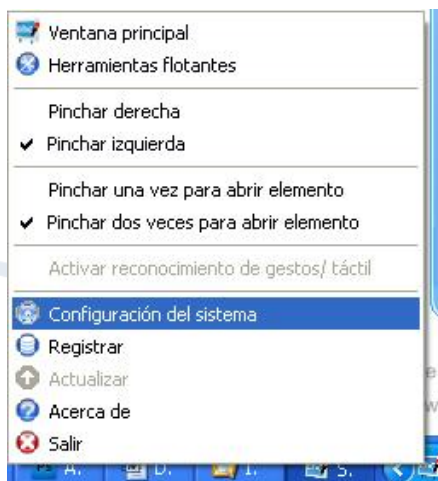 Ventana principal
Herramientas flotantes
Pinchar derecha
Pinchar izquierda
Pinchar una vez para abrir elemento
Pinchar dos veces para abrir elemento
Activar reconocimiento de gestos/ táctil
Configuración del sistema
Registrar
Actualizar
Acerca de
Salir